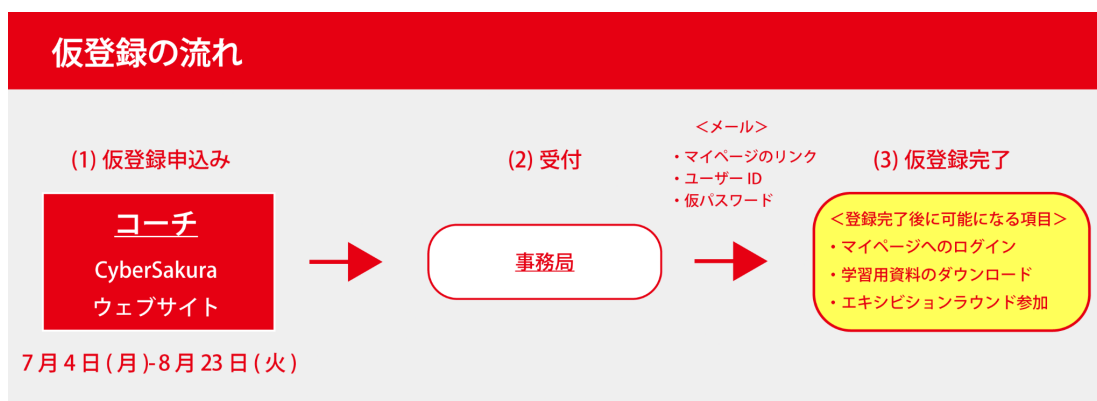 仮登録の流れ
(1) 仮登録申込み
コーチ
CyberSakura
ウェブサイト
7月4日(月)-8月23日(火)
(2) 受付
事務局
＜メール＞
・マイページのリンク
・ユーザー ID
・仮パスワード
(3) 仮登録完了
＜登録完了後に可能になる項目＞
・マイページへのログイン
・学習用資料のダウンロード
・エキシビションラウンド参加